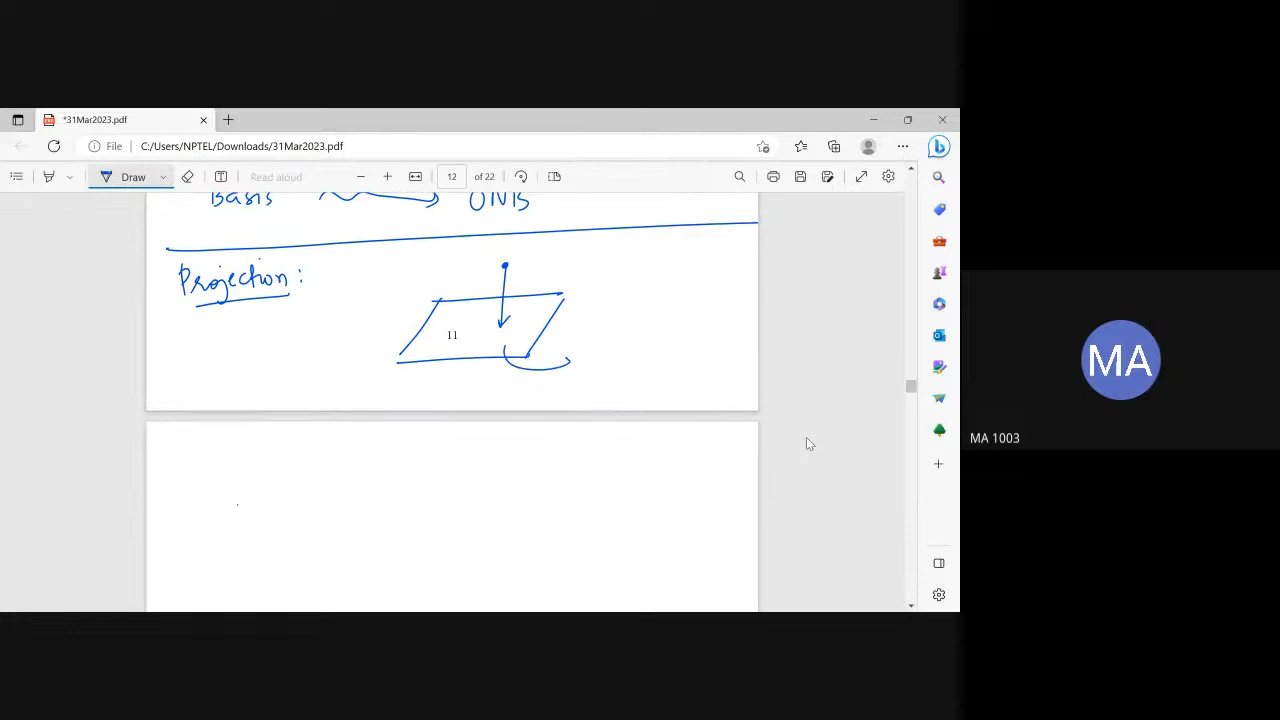 *31Mar2023.pdf
File C:/Users/NPTEL/Downloads/31Mar2023.pdf
Draw Read aloud 12 of 22
Basis ONB
Projection:
11
MA
MA 1003